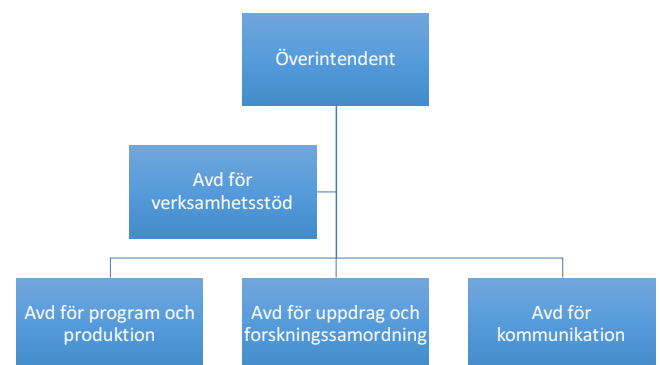 Överintendent
Avd för
verksamhetsstöd
Avd för program och
produktion
Avd för uppdrag och
forskningssamordning
Avd för
kommunikation